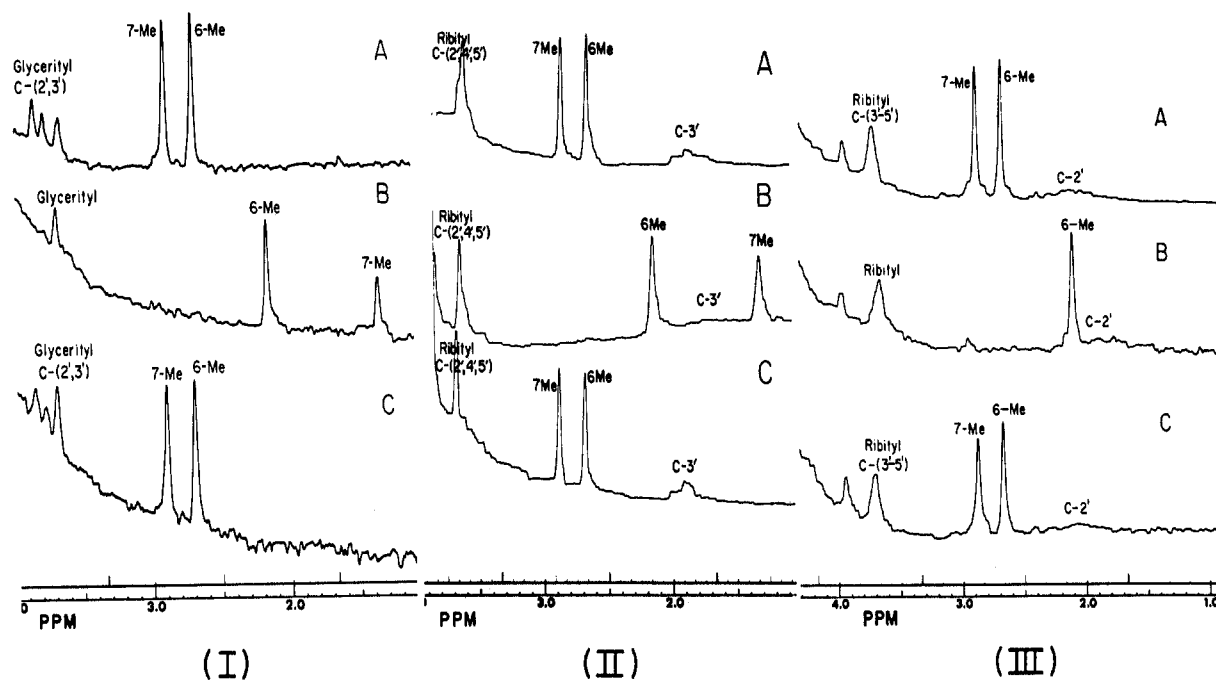 Glycerityl
C-(2',3')
7-Me
6-Me
A
Glycerityl
6-Me
7-Me
B
Glycerityl
C-(2',3')
7-Me
6-Me
C
0
3.0
2.0
PPM
(I)
Ribityl
C-(2',4',5')
7Me
6Me
C-3'
A
Ribityl
C-(2',4',5')
6Me
C-3'
7Me
B
Ribityl
C-(2',4',5')
7Me
6Me
C-3'
C
3.0
2.0
PPM
(II)
Ribityl
C-(3'-5')
7-Me
6-Me
C-2'
A
Ribityl
6-Me
C-2'
B
Ribityl
C-(3'-5')
7-Me
6-Me
C-2'
C
4.0
3.0
2.0
1.0
PPM
(III)